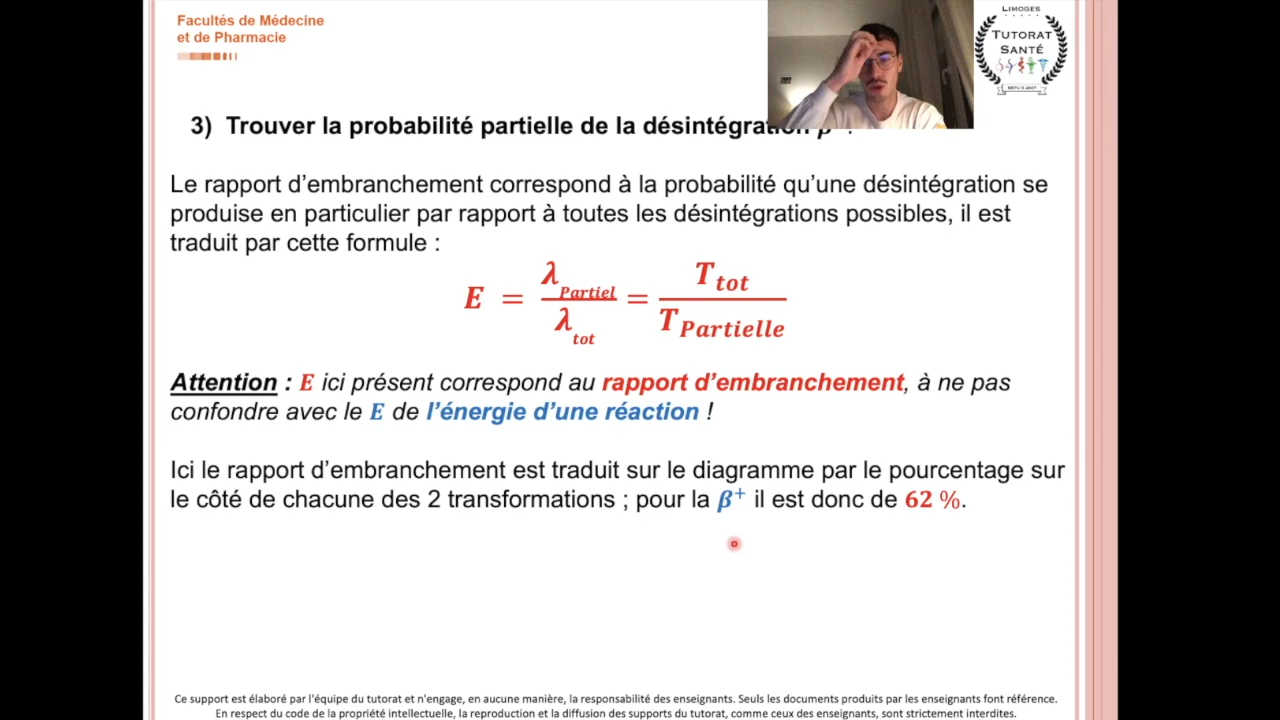 Facultés de Médecine
et de Pharmacie
LIMOGES
TUTORAT
SANTÉ
DEPUIS 2007
3) Trouver la probabilité partielle de la désintégration β
Le rapport d’embranchement correspond à la probabilité qu’une désintégration se
produise en particulier par rapport à toutes les désintégrations possibles, il est
traduit par cette formule :
E = λ_Partiel / λ_tot = T_tot / T_Partielle
Attention : E ici présent correspond au rapport d’embranchement, à ne pas
confondre avec le E de l’énergie d’une réaction !
Ici le rapport d’embranchement est traduit sur le diagramme par le pourcentage sur
le côté de chacune des 2 transformations ; pour la β⁺ il est donc de 62 %.
Ce support est élaboré par l'équipe du tutorat et n'engage, en aucune manière, la responsabilité des enseignants. Seuls les documents produits par les enseignants font référence.
En respect du code de la propriété intellectuelle, la reproduction et la diffusion des supports du tutorat, comme ceux des enseignants, sont strictement interdites.